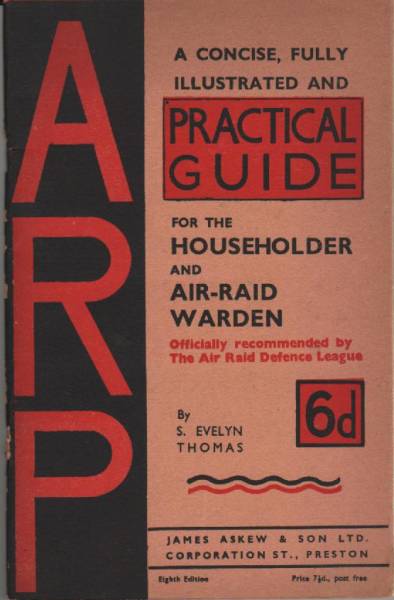 ARP
A CONCISE, FULLY
ILLUSTRATED AND
PRACTICAL
GUIDE
FOR THE
HOUSEHOLDER
AND
AIR-RAID
WARDEN
Officially recommended by
The Air Raid Defence League
6d
By
S. EVELYN
THOMAS
JAMES ASKEW & SON LTD.
CORPORATION ST., PRESTON
Eighth Edition Price 7½d., post free